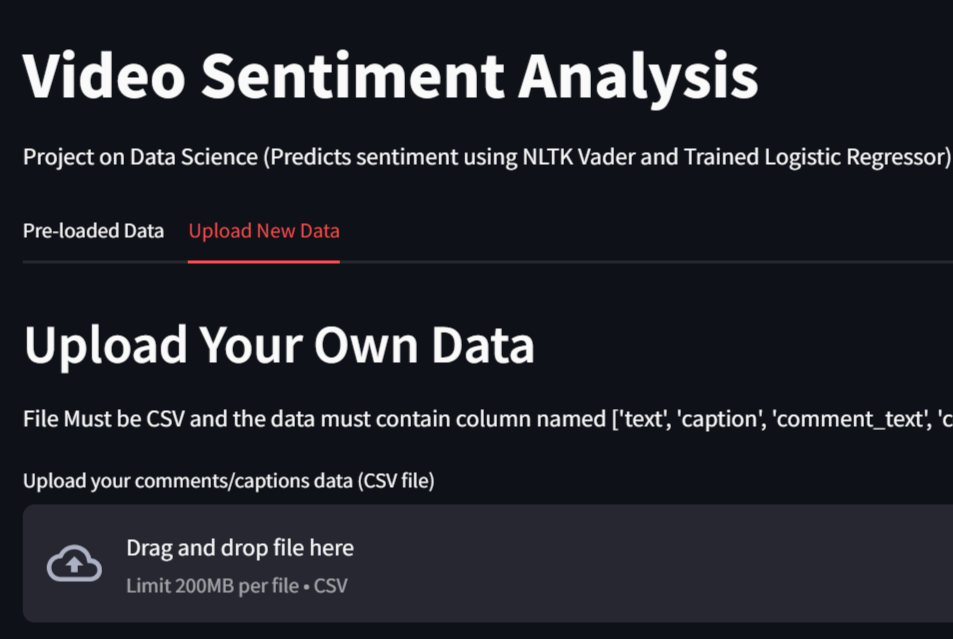 Video Sentiment Analysis
Project on Data Science (Predicts sentiment using NLTK Vader and Trained Logistic Regressor)
Pre-loaded Data Upload New Data
Upload Your Own Data
File Must be CSV and the data must contain column named ['text', 'caption', 'comment_text', 'c
Upload your comments/captions data (CSV file)
Drag and drop file here
Limit 200MB per file • CSV